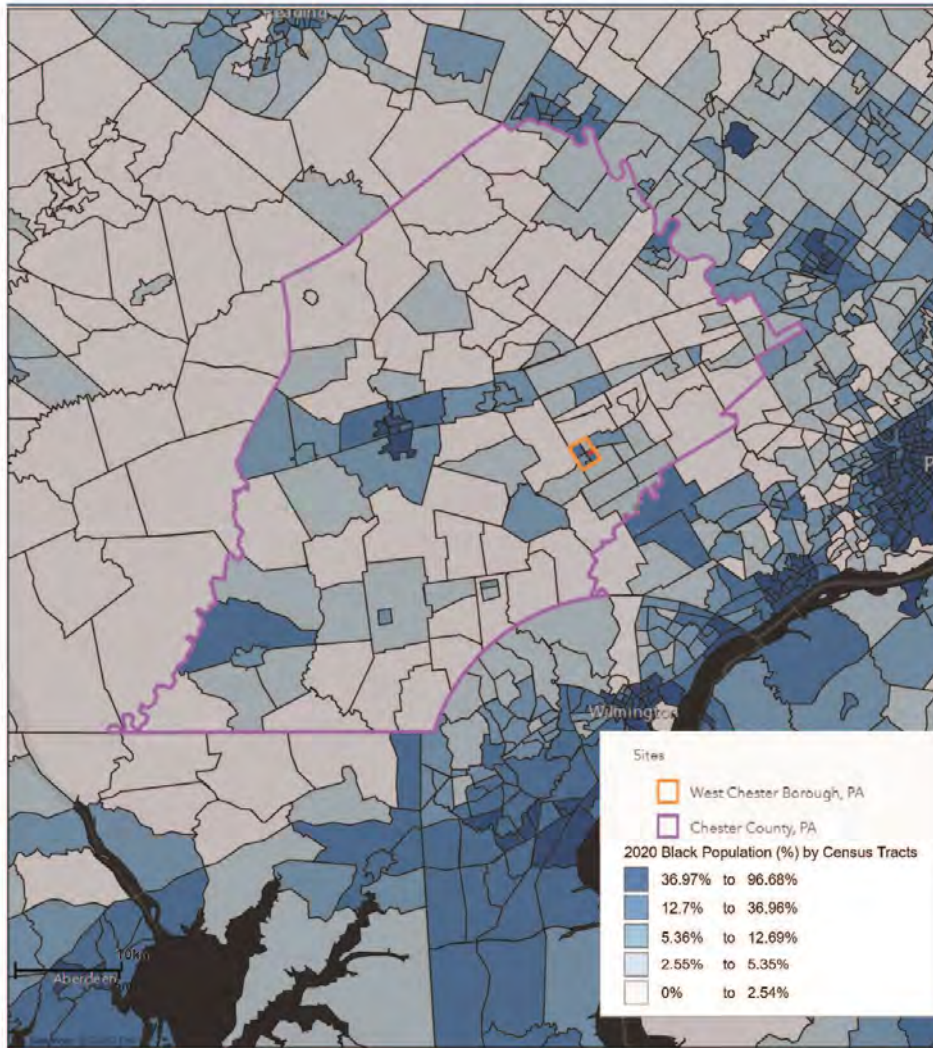 Reading
P
Wilmington
10km
Aberdeen
Sites
West Chester Borough, PA
Chester County, PA
2020 Black Population (%) by Census Tracts
36.97% to 96.68%
12.7% to 36.96%
5.36% to 12.69%
2.55% to 5.35%
0% to 2.54%